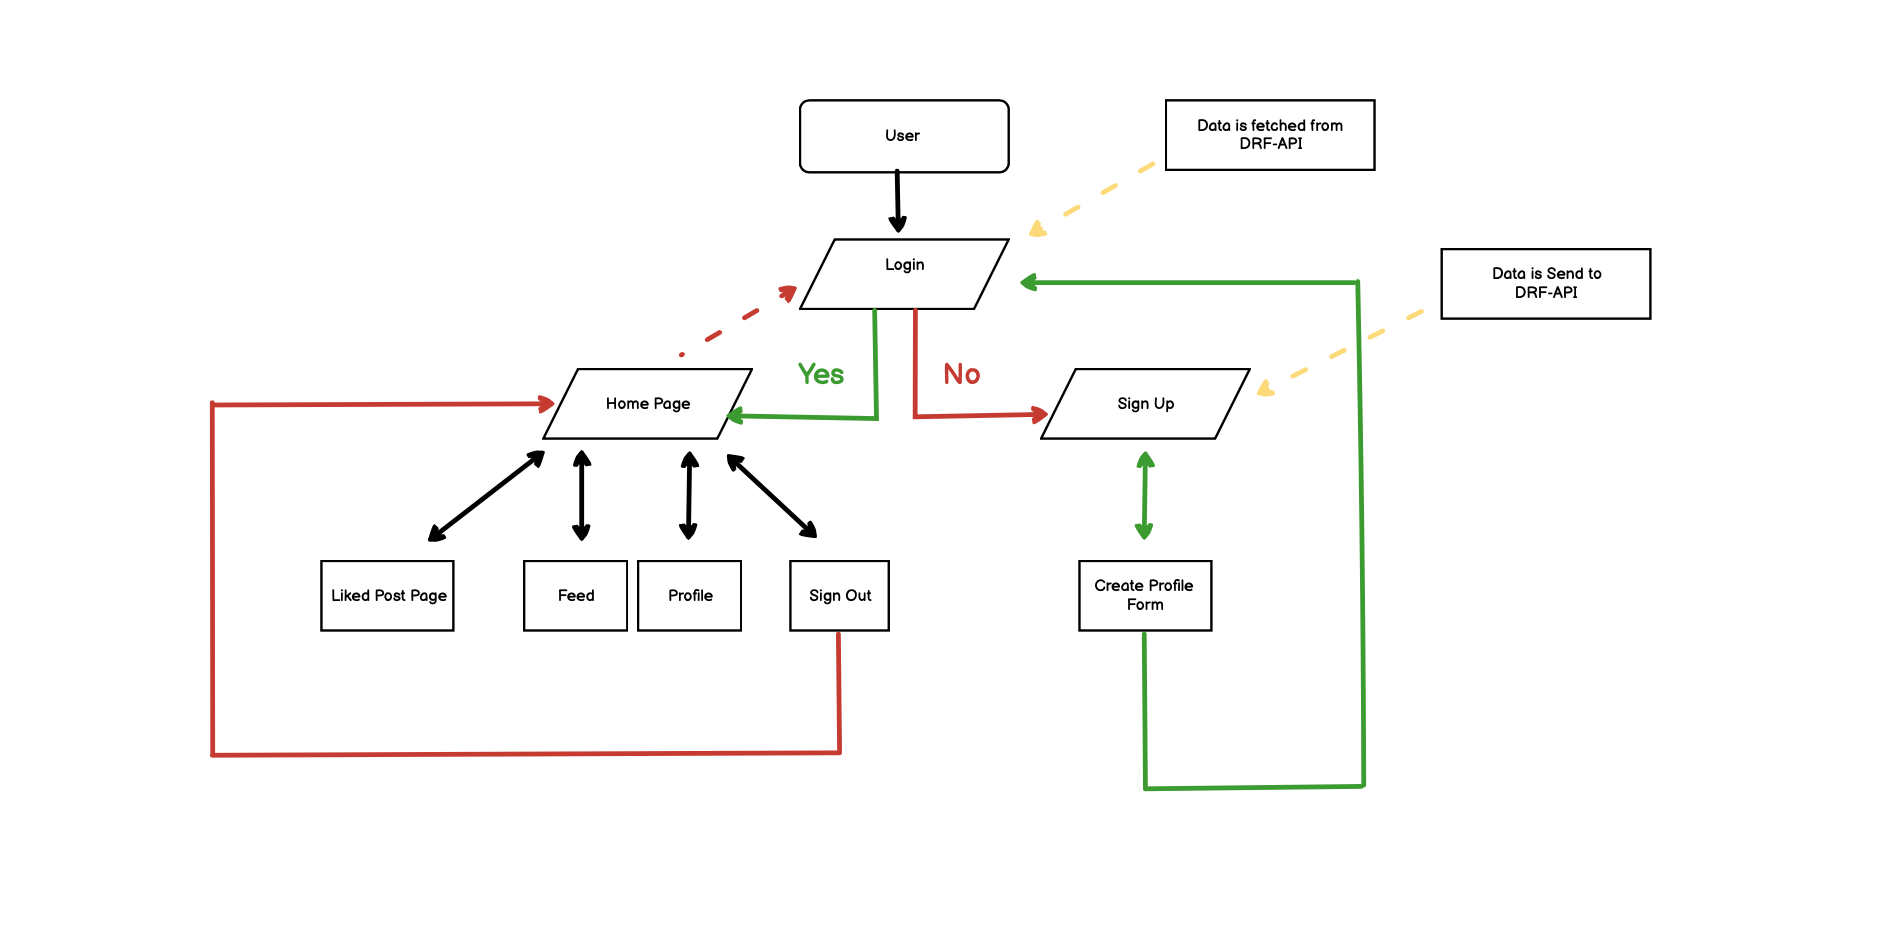 User
Data is fetched from
DRF-API
Login
Data is Send to
DRF-API
Yes
No
Home Page
Sign Up
Liked Post Page
Feed
Profile
Sign Out
Create Profile
Form